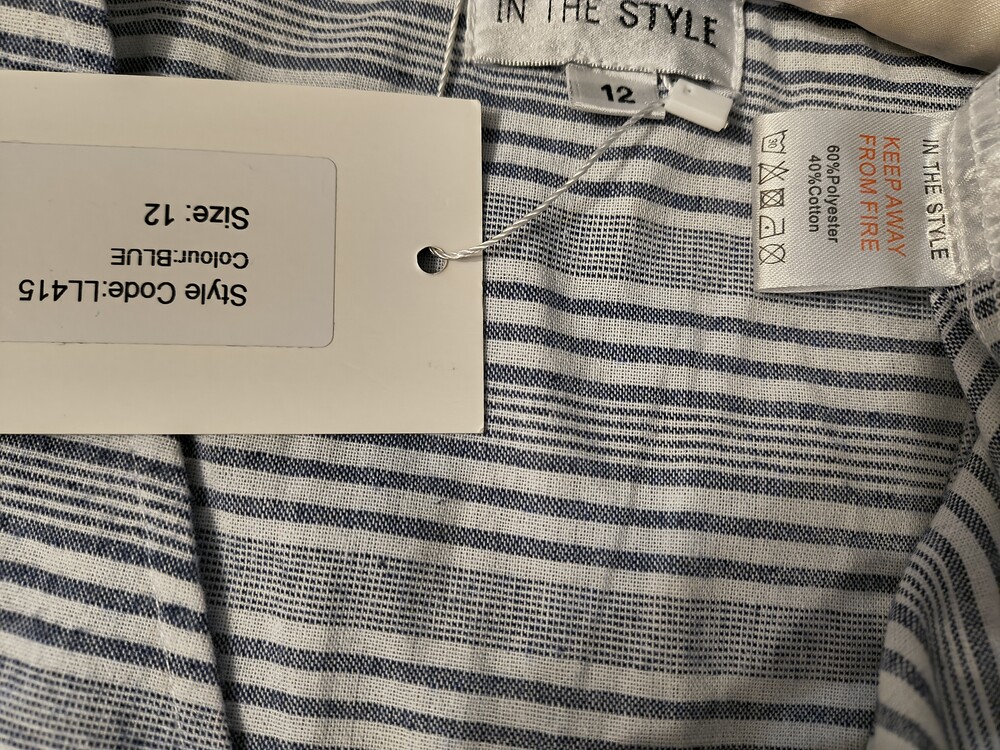 IN THE STYLE
12
Size: 12
Colour:BLUE
Style Code:LL415
IN THE STYLE
KEEP AWAY
FROM FIRE
60%Polyester
40%Cotton
30